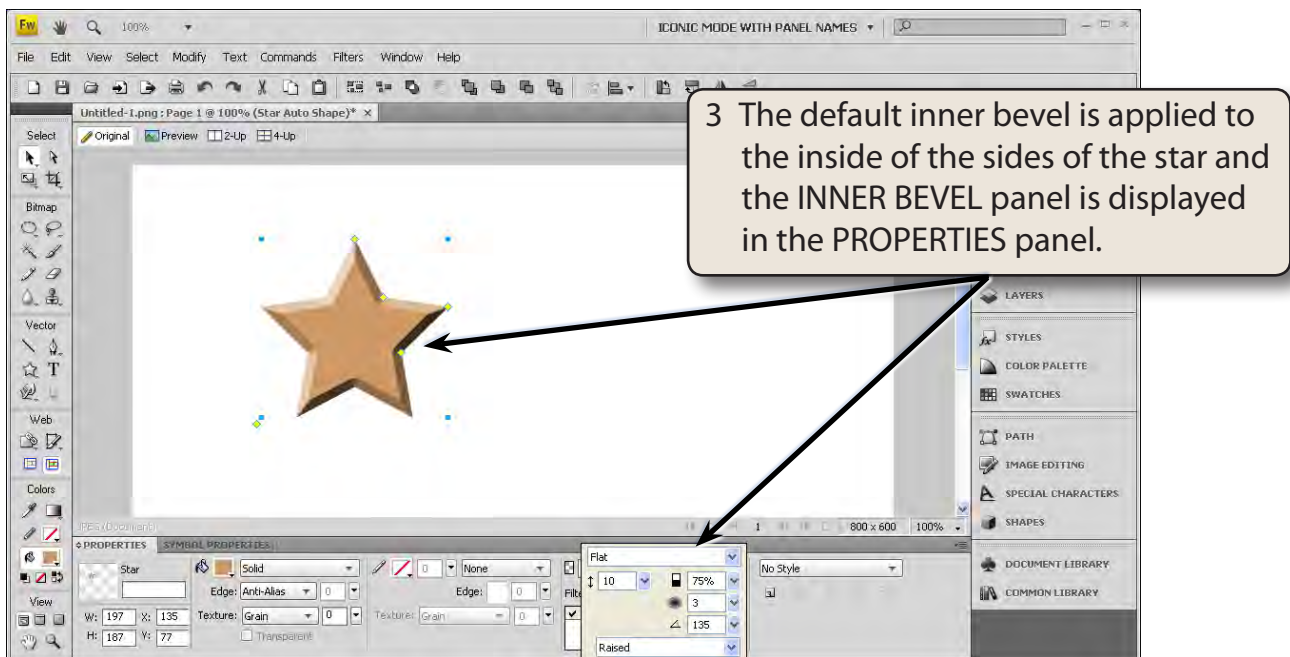 Fw 100% ICONIC MODE WITH PANEL NAMES
File Edit View Select Modify Text Commands Filters Window Help
Untitled-1.png : Page 1 @ 100% (Star Auto Shape)* ×
Select Original Preview 2-Up 4-Up
3 The default inner bevel is applied to
the inside of the sides of the star and
the INNER BEVEL panel is displayed
in the PROPERTIES panel.
Bitmap
Vector
Web
Colors
View
LAYERS
STYLES
COLOR PALETTE
SWATCHES
PATH
IMAGE EDITING
SPECIAL CHARACTERS
SHAPES
DOCUMENT LIBRARY
COMMON LIBRARY
1 800 x 600 100%
PROPERTIES SYMBOL PROPERTIES
Star Solid 0 None Flat No Style
Edge: Anti-Alias 0 Edge: 0 10 75%
W: 197 X: 135 Texture: Grain 0 Texture: Grain 0 3
H: 187 Y: 77 Transparent 135
Raised